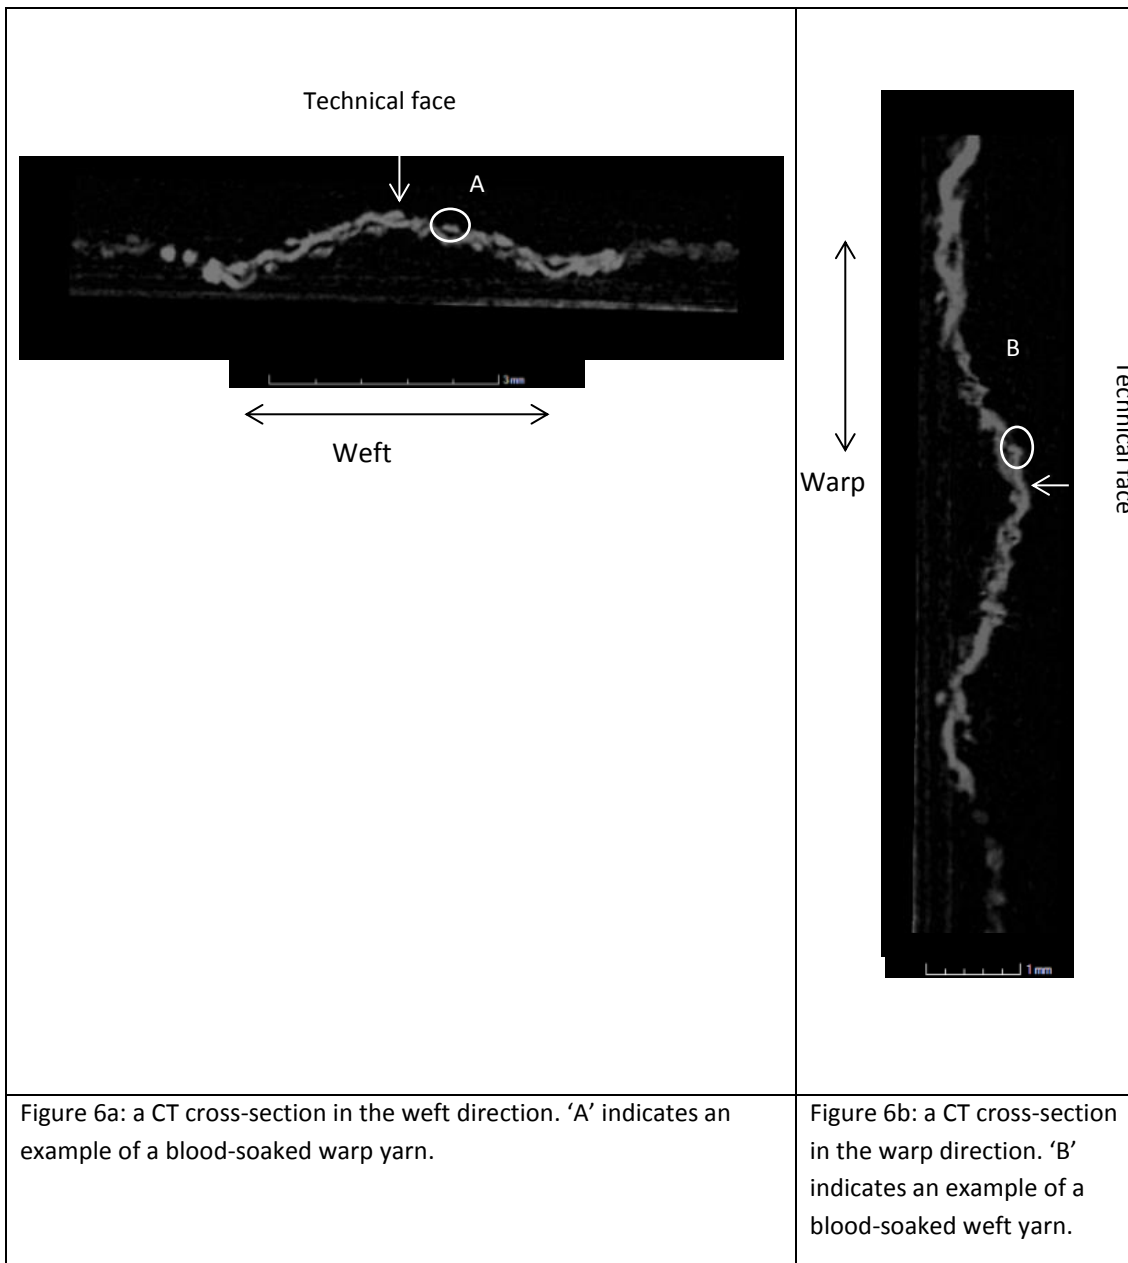 Technical face
A
3mm
Weft
B
Warp
Technical face
1 mm
Figure 6a: a CT cross-section in the weft direction. ‘A’ indicates an
example of a blood-soaked warp yarn.
Figure 6b: a CT cross-section
in the warp direction. ‘B’
indicates an example of a
blood-soaked weft yarn.